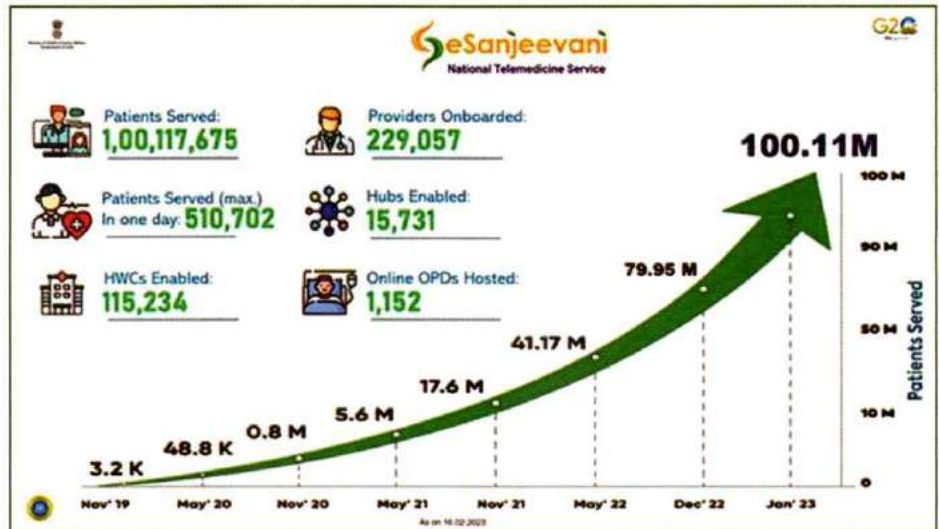 eSanjeevani
National Telemedicine Service
G20
Patients Served:
1,00,117,675
Providers Onboarded:
229,057
Patients Served (max.)
In one day: 510,702
Hubs Enabled:
15,731
HWCs Enabled:
115,234
Online OPDs Hosted:
1,152
100.11M
100 M
90 M
50 M
10 M
0
Patients Served
79.95 M
41.17 M
17.6 M
5.6 M
0.8 M
48.8 K
3.2 K
Nov' 19
May' 20
Nov' 20
May' 21
Nov' 21
May' 22
Dec' 22
Jan' 23
As on 16.02.2023